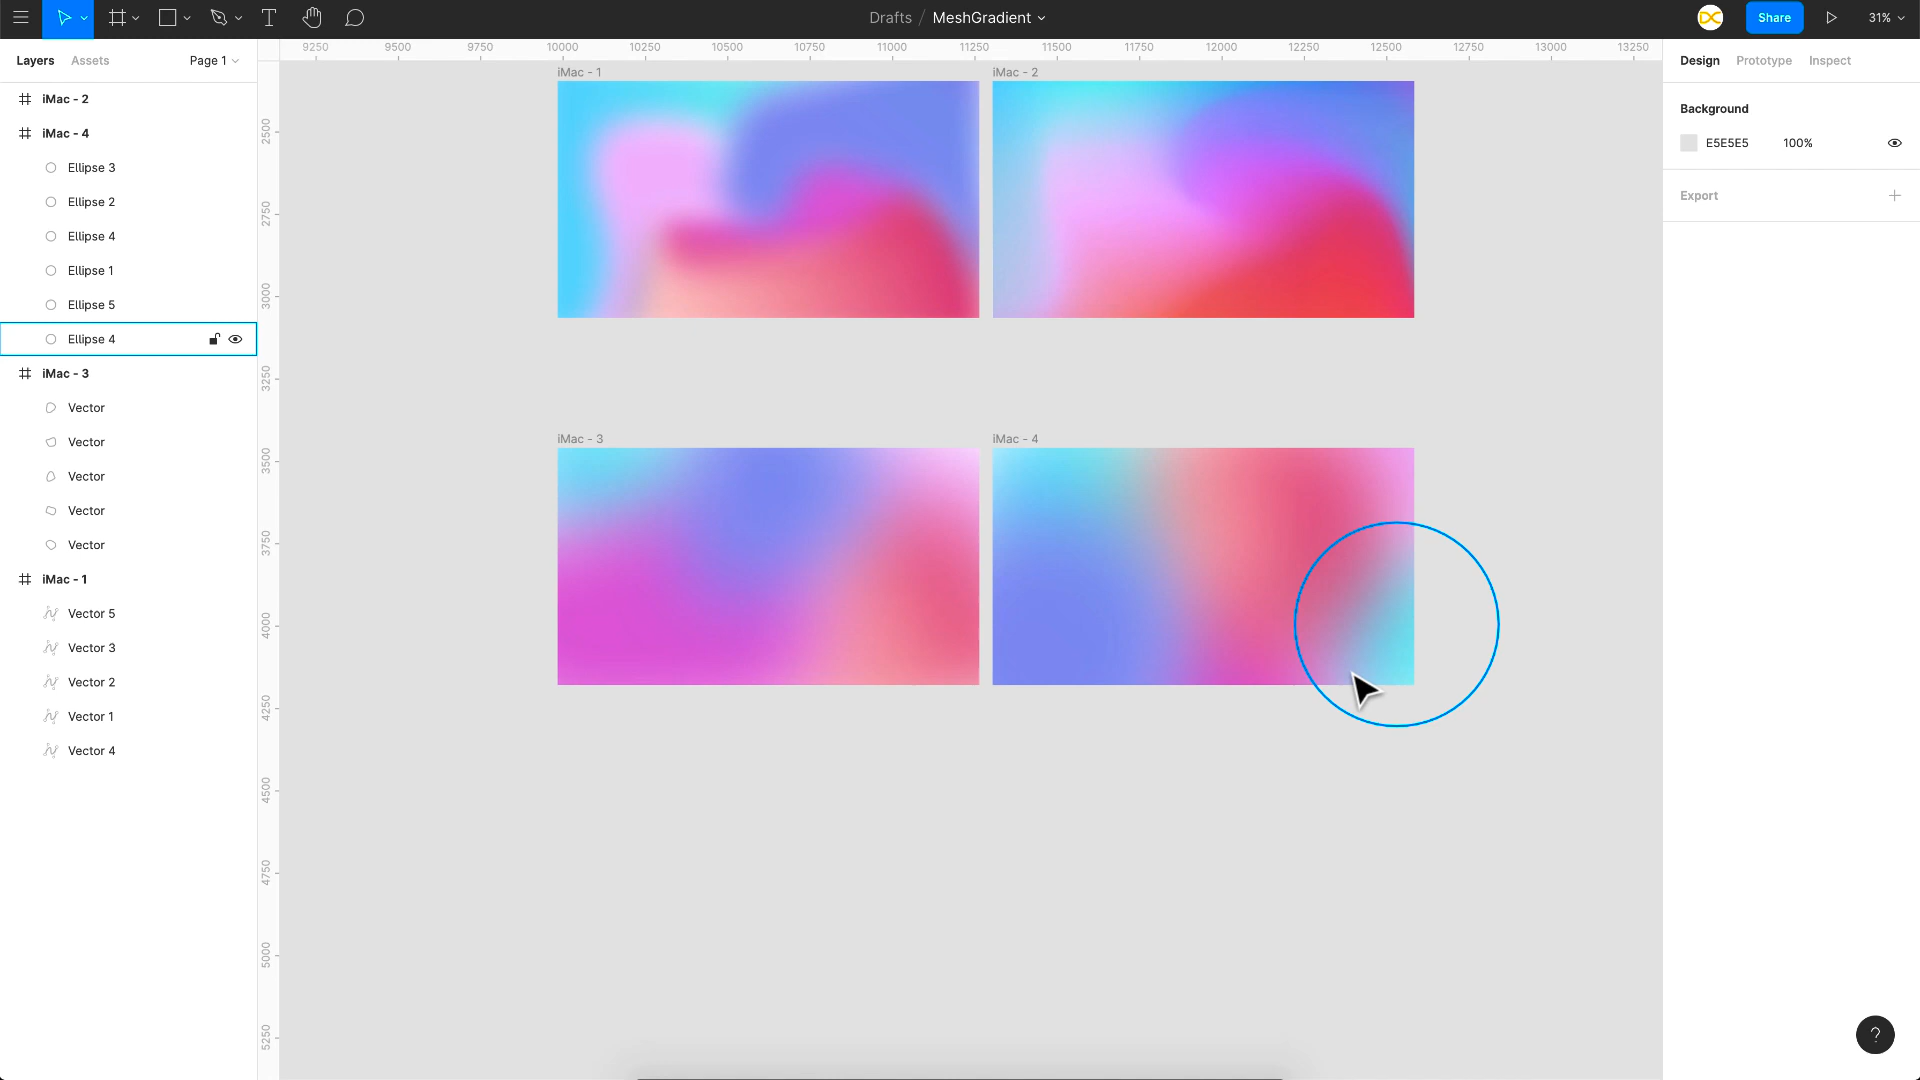 Drafts / MeshGradient
DC
Share
31%
Layers Assets Page 1
9250 9500 9750 10000 10250 10500 10750 11000 11250 11500 11750 12000 12250 12500 12750 13000 13250
Design Prototype Inspect
iMac - 2
iMac - 4
Ellipse 3
Ellipse 2
Ellipse 4
Ellipse 1
Ellipse 5
Ellipse 4
iMac - 3
Vector
Vector
Vector
Vector
Vector
iMac - 1
Vector 5
Vector 3
Vector 2
Vector 1
Vector 4
2500
2750
3000
3250
3500
3750
4000
4250
4500
4750
5000
5250
iMac - 1
iMac - 2
iMac - 3
iMac - 4
Background
E5E5E5 100%
Export
?